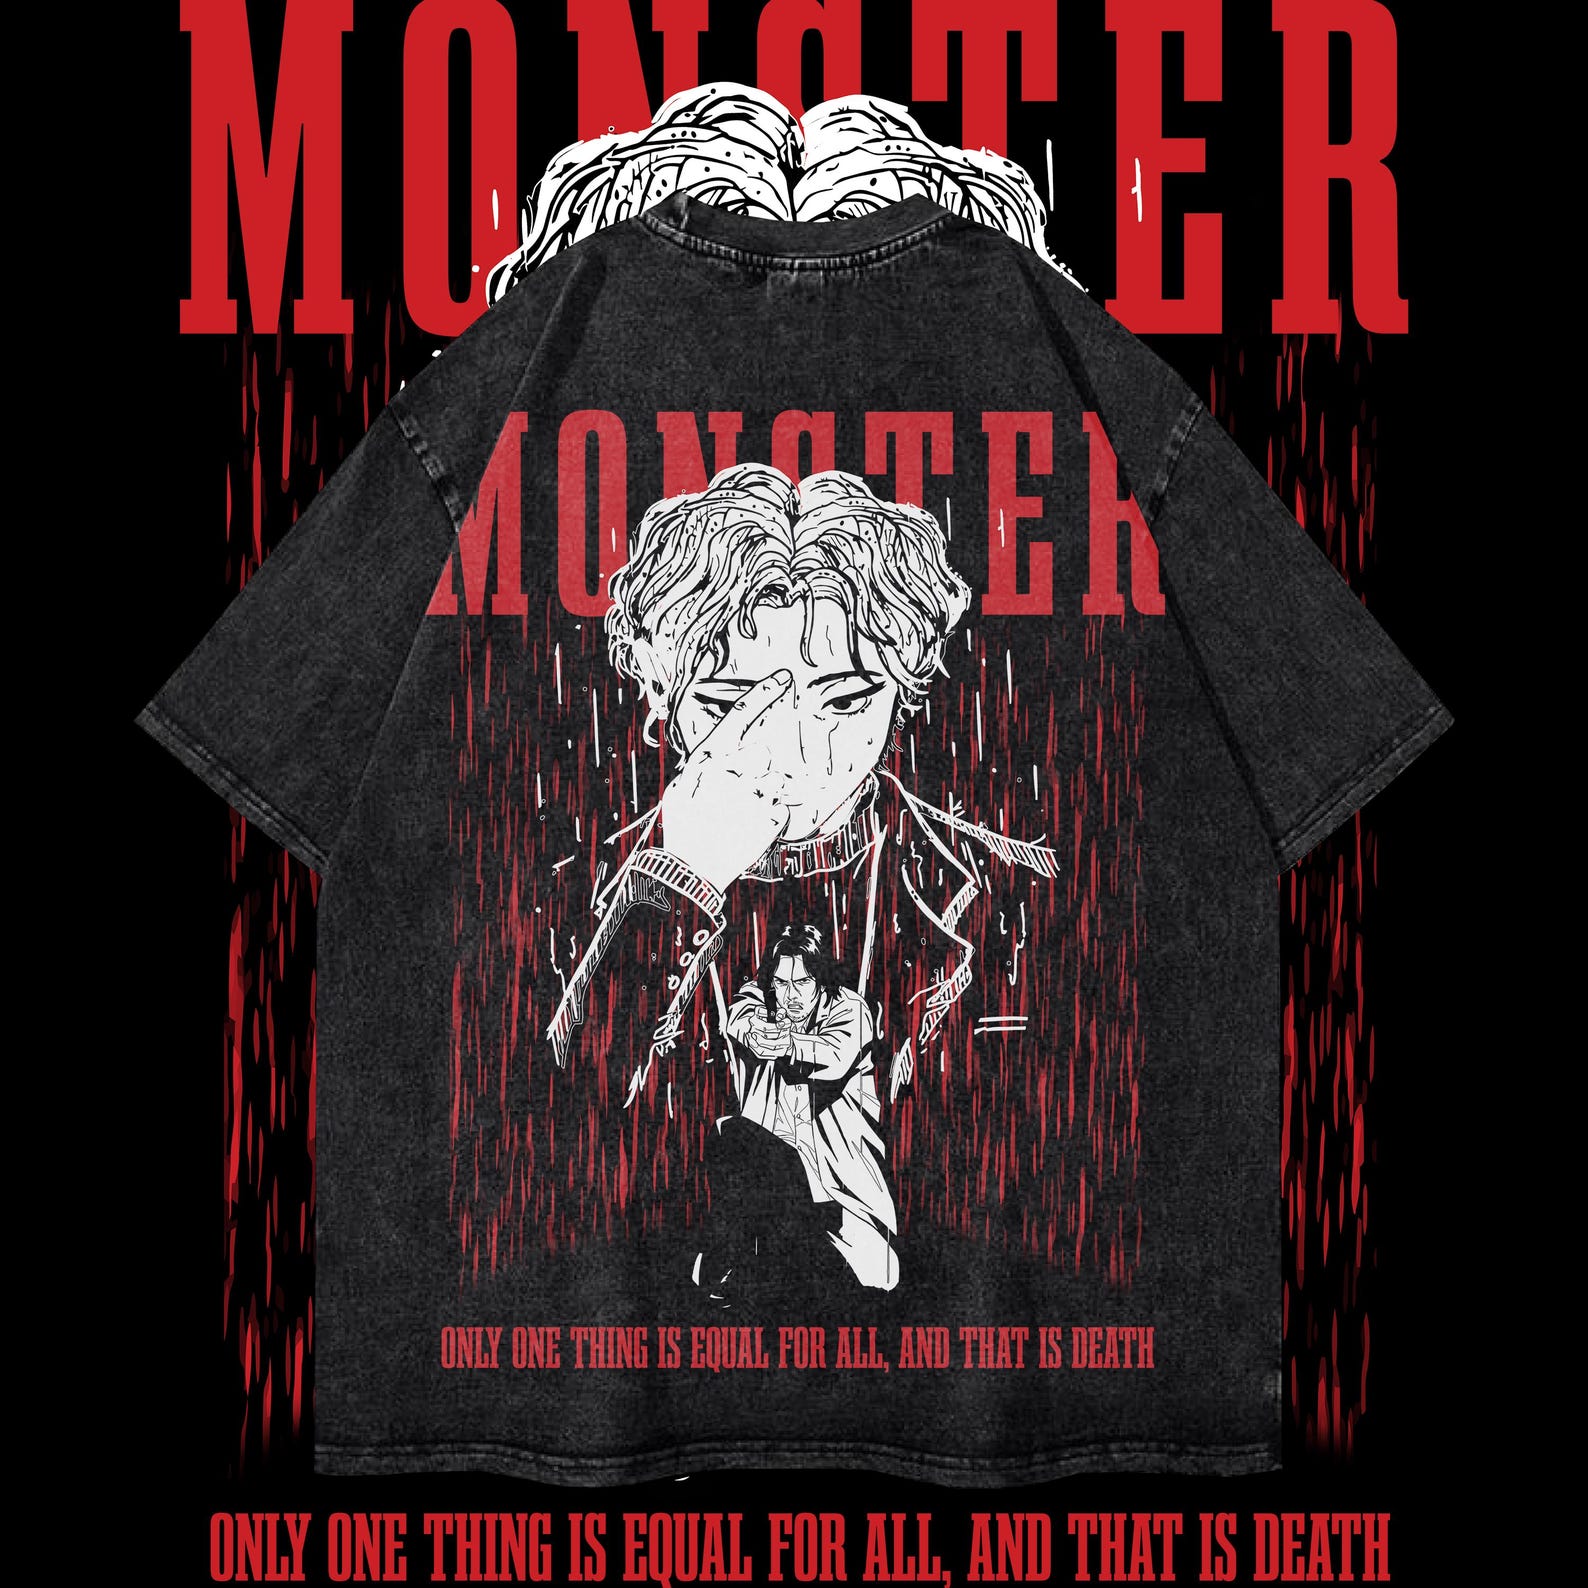 MONSTER
MONSTER
ONLY ONE THING IS EQUAL FOR ALL, AND THAT IS DEATH
ONLY ONE THING IS EQUAL FOR ALL, AND THAT IS DEATH